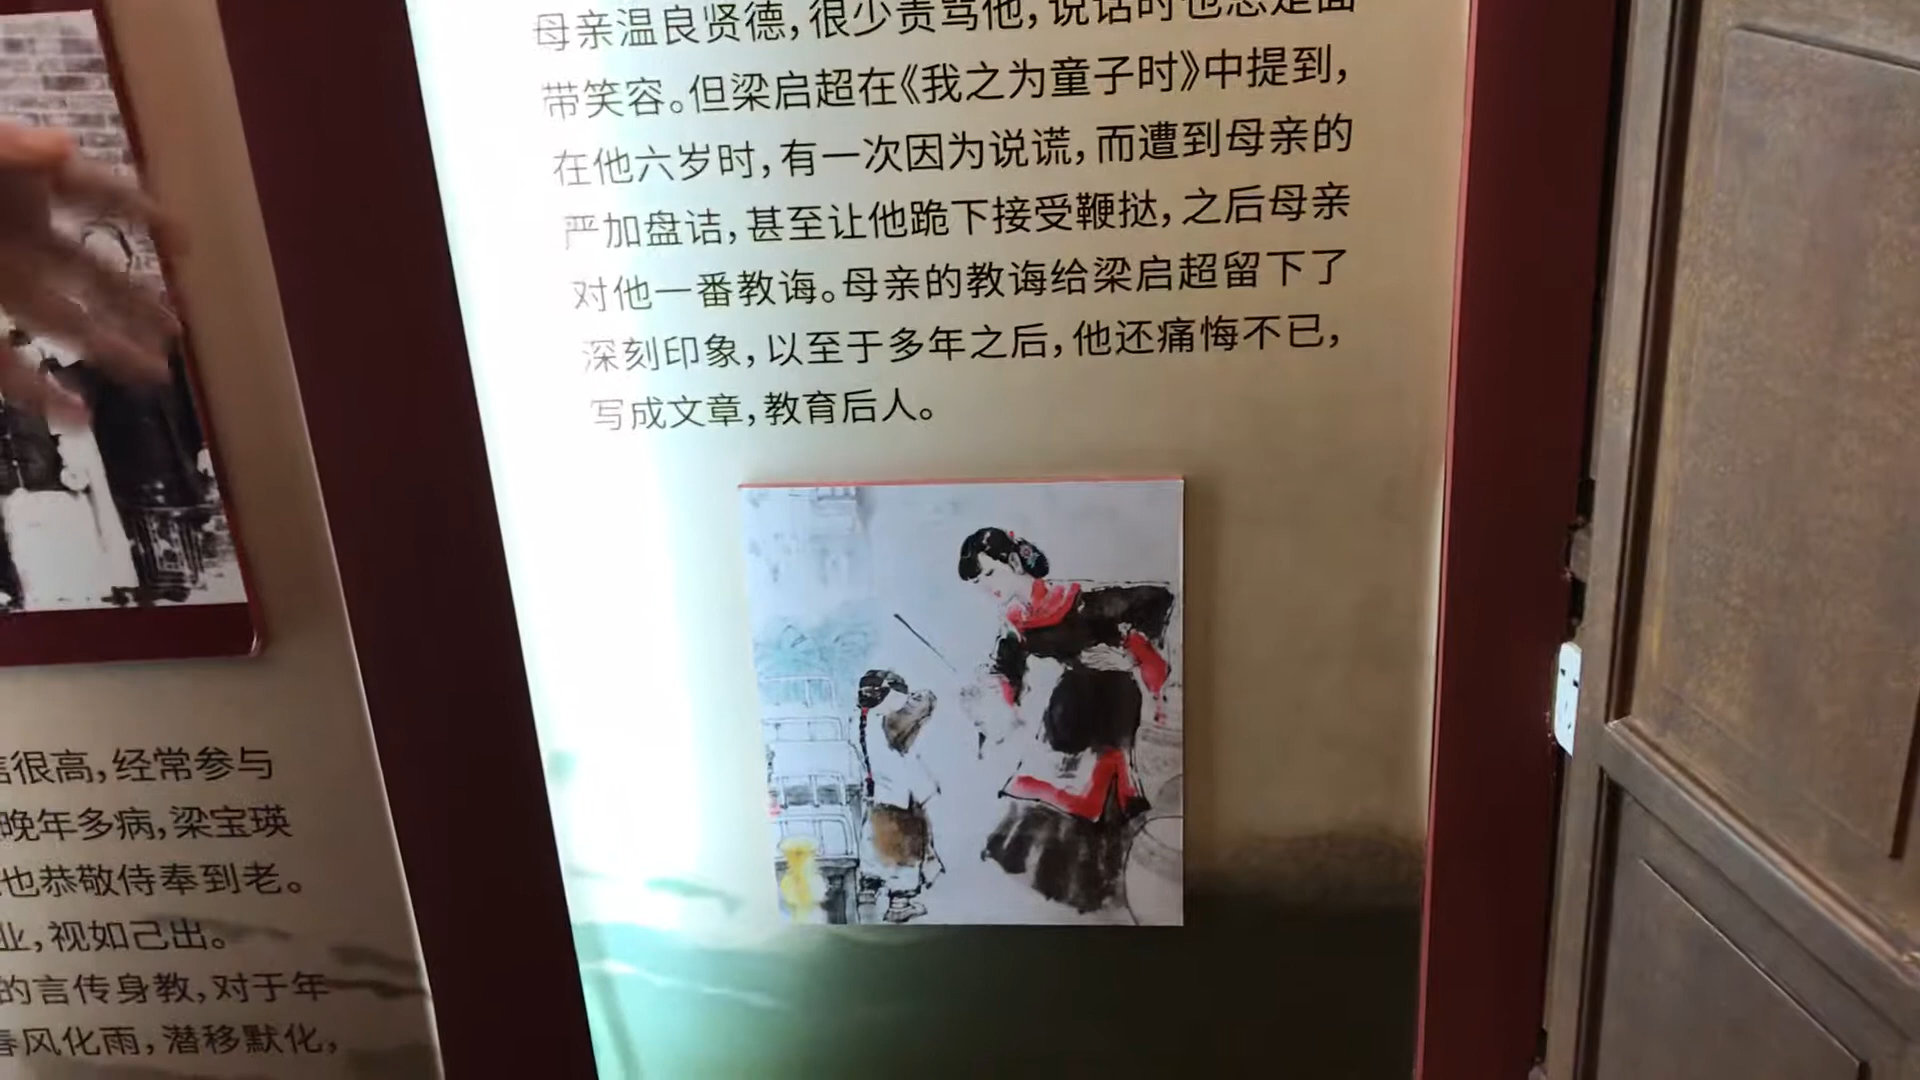 母亲温良贤德，很少责骂他，说话时也总是面
带笑容。但梁启超在《我之为童子时》中提到，
在他六岁时，有一次因为说谎，而遭到母亲的
严加盘诘，甚至让他跪下接受鞭挞，之后母亲
对他一番教诲。母亲的教诲给梁启超留下了
深刻印象，以至于多年之后，他还痛悔不已，
写成文章，教育后人。
很高，经常参与
晚年多病，梁宝瑛
也恭敬侍奉到老。
业，视如己出。
的言传身教，对于年
春风化雨，潜移默化，